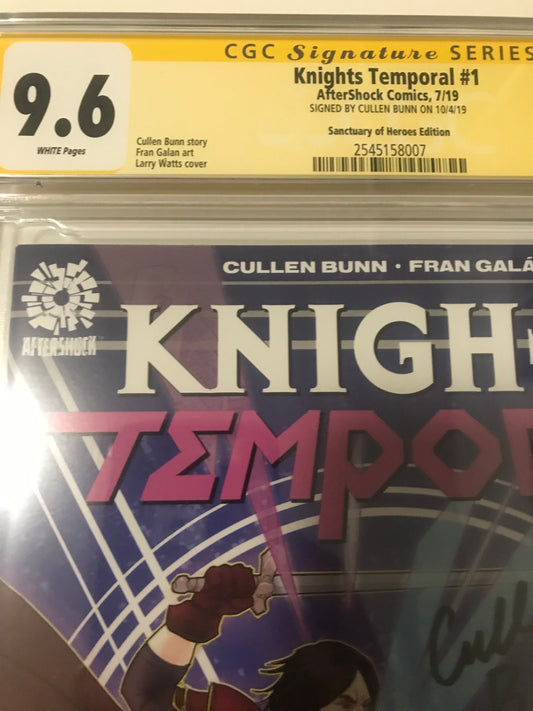 CGC Signature SERIES
9.6
WHITE Pages
Knights Temporal #1
AfterShock Comics, 7/19
SIGNED BY CULLEN BUNN ON 10/4/19
Sanctuary of Heroes Edition
Cullen Bunn story
Fran Galan art
Larry Watts cover
2545158007
CULLEN BUNN • FRAN GALÁ
AFTERSHOCK
KNIGH
TEMPO
Cull